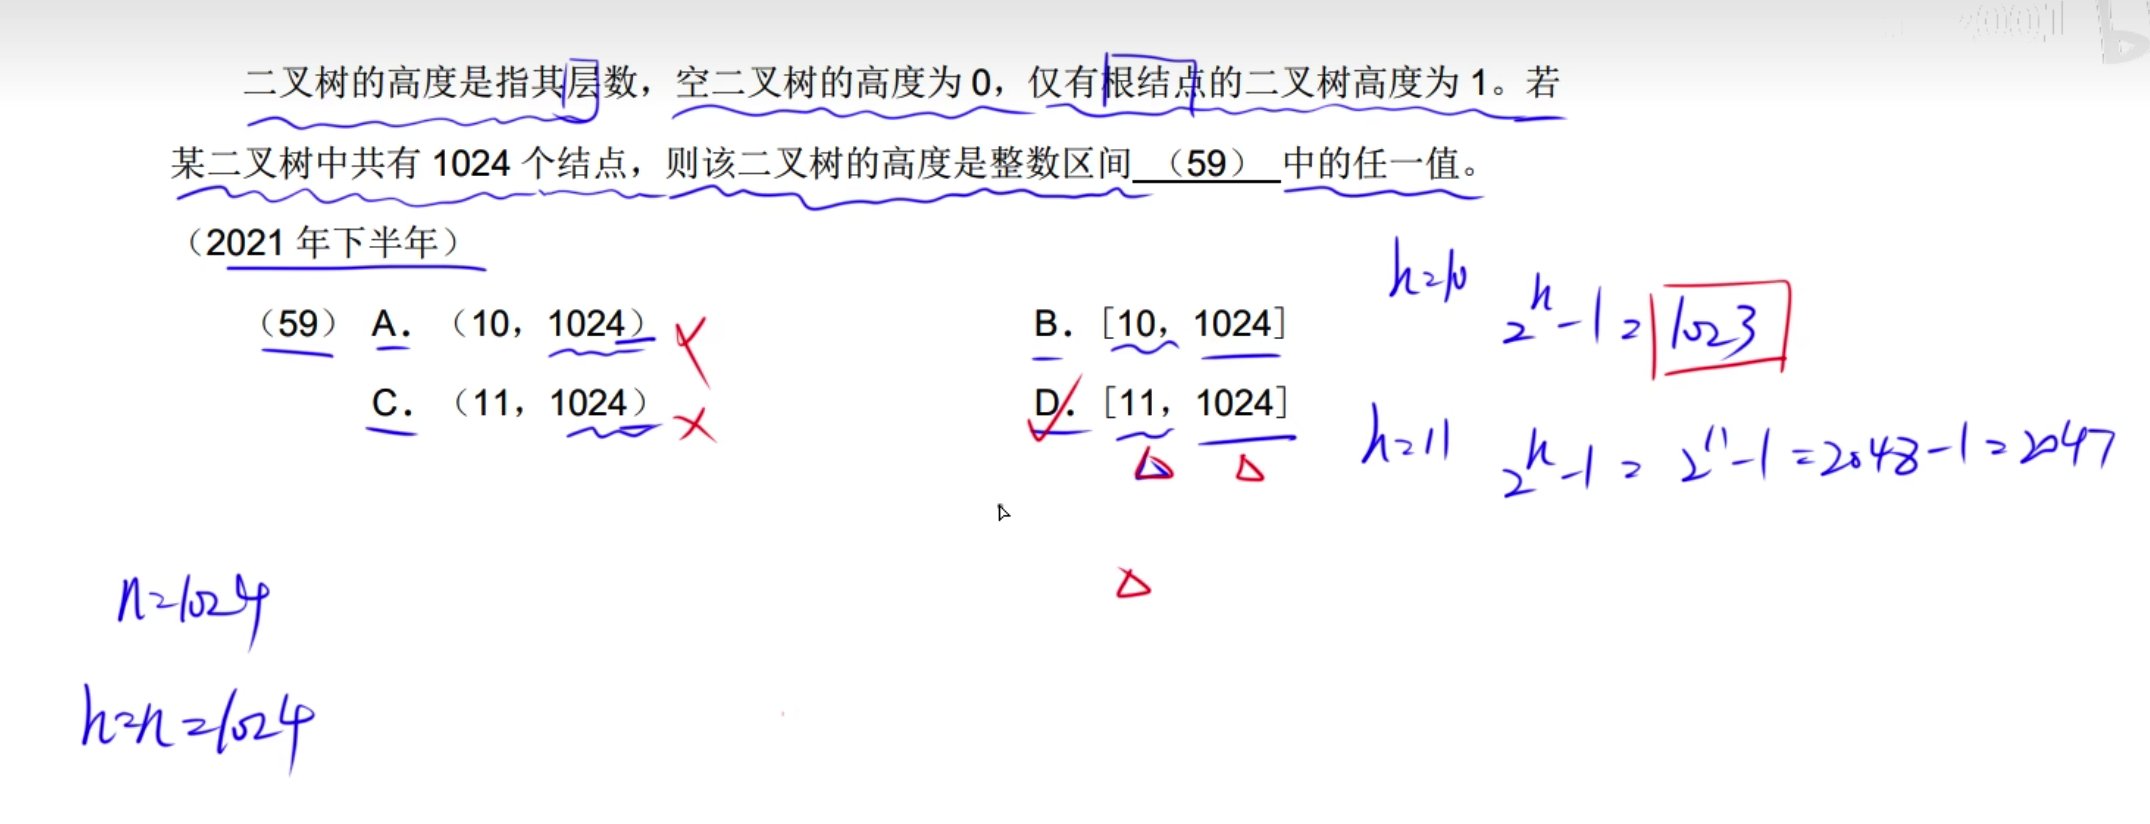 二叉树的高度是指其层数，空二叉树的高度为 0，仅有根结点的二叉树高度为 1。若
某二叉树中共有 1024 个结点，则该二叉树的高度是整数区间 （59） 中的任一值。
（2021 年下半年）
h=10 2^h-1=1023
（59） A. （10，1024） B. [10，1024]
C. （11，1024） D. [11，1024]
h=11 2^h-1= 2^11-1=2048-1=2047
n=1024
h=n=1024